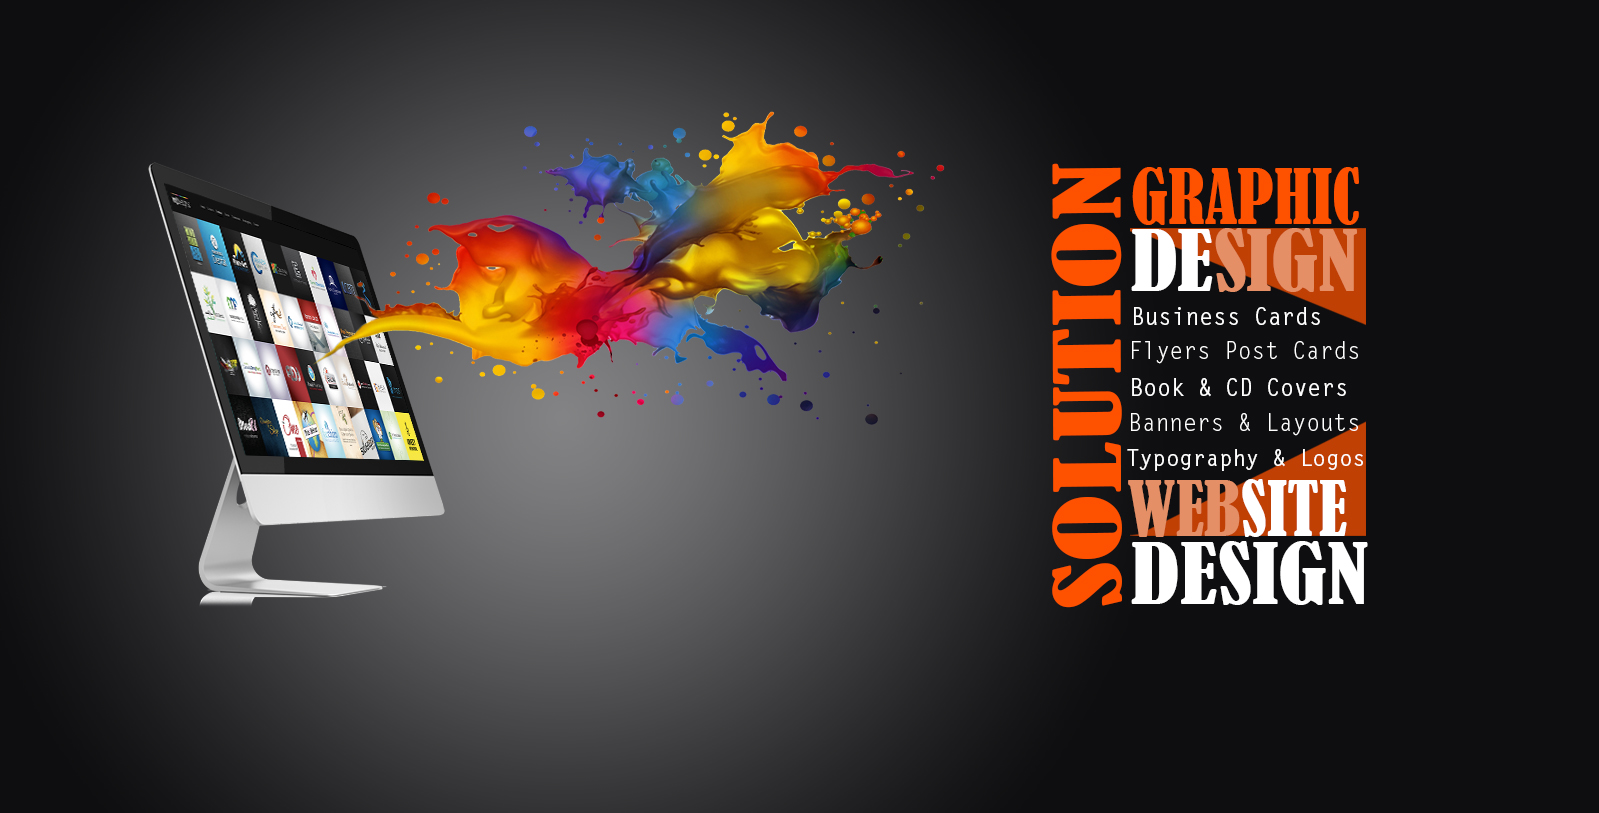 SOLUTION
GRAPHIC
DESIGN
Business Cards
Flyers Post Cards
Book & CD Covers
Banners & Layouts
Typography & Logos
WEBSITE
DESIGN